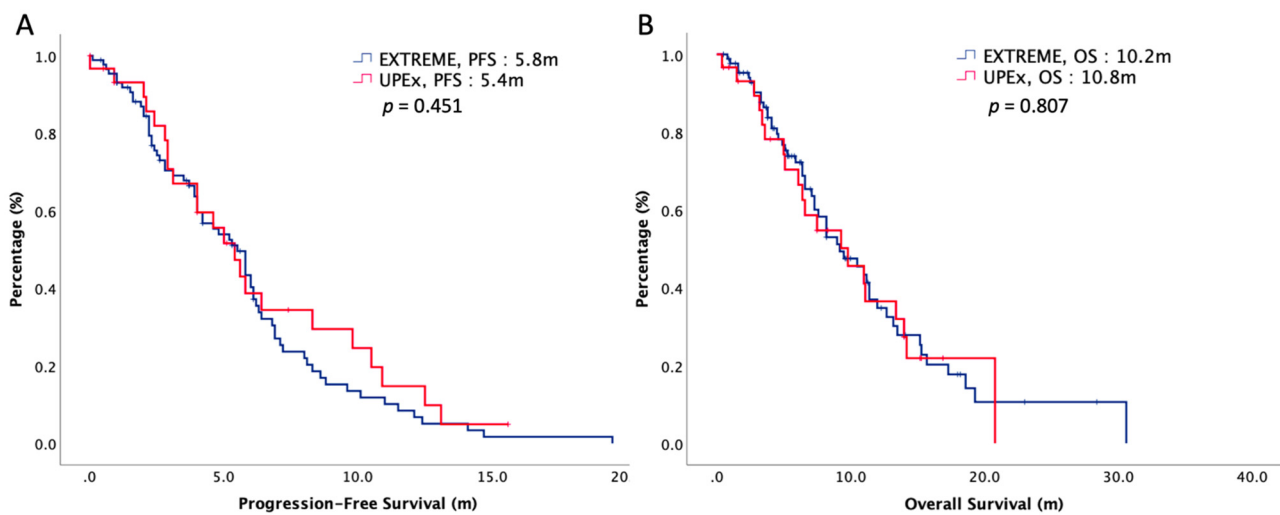 A
EXTREME, PFS : 5.8m
UPEx, PFS : 5.4m
p = 0.451
Percentage (%)
1.0
0.8
0.6
0.4
0.2
0.0
.0 5.0 10.0 15.0 20
Progression-Free Survival (m)
B
EXTREME, OS : 10.2m
UPEx, OS : 10.8m
p = 0.807
Percentage (%)
1.0
0.8
0.6
0.4
0.2
0.0
.0 10.0 20.0 30.0 40.0
Overall Survival (m)